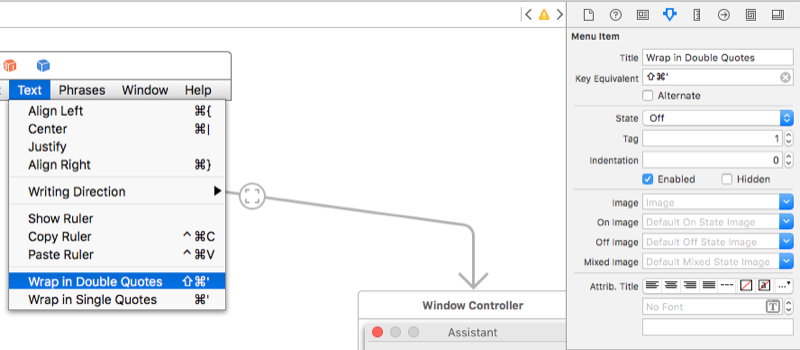 Text Phrases Window Help
Align Left ⌘{
Center ⌘|
Justify
Align Right ⌘}
Writing Direction ▶
Show Ruler
Copy Ruler ^⌘C
Paste Ruler ^⌘V
Wrap in Double Quotes ⇧⌘'
Wrap in Single Quotes ⌘'
Window Controller
Assistant
Menu Item
Title Wrap in Double Quotes
Key Equivalent ⇧⌘'
Alternate
State Off
Tag 1
Indentation 0
Enabled Hidden
Image Image
On Image Default On State Image
Off Image Default Off State Image
Mixed Image Default Mixed State Image
Attrib. Title ...
No Font T